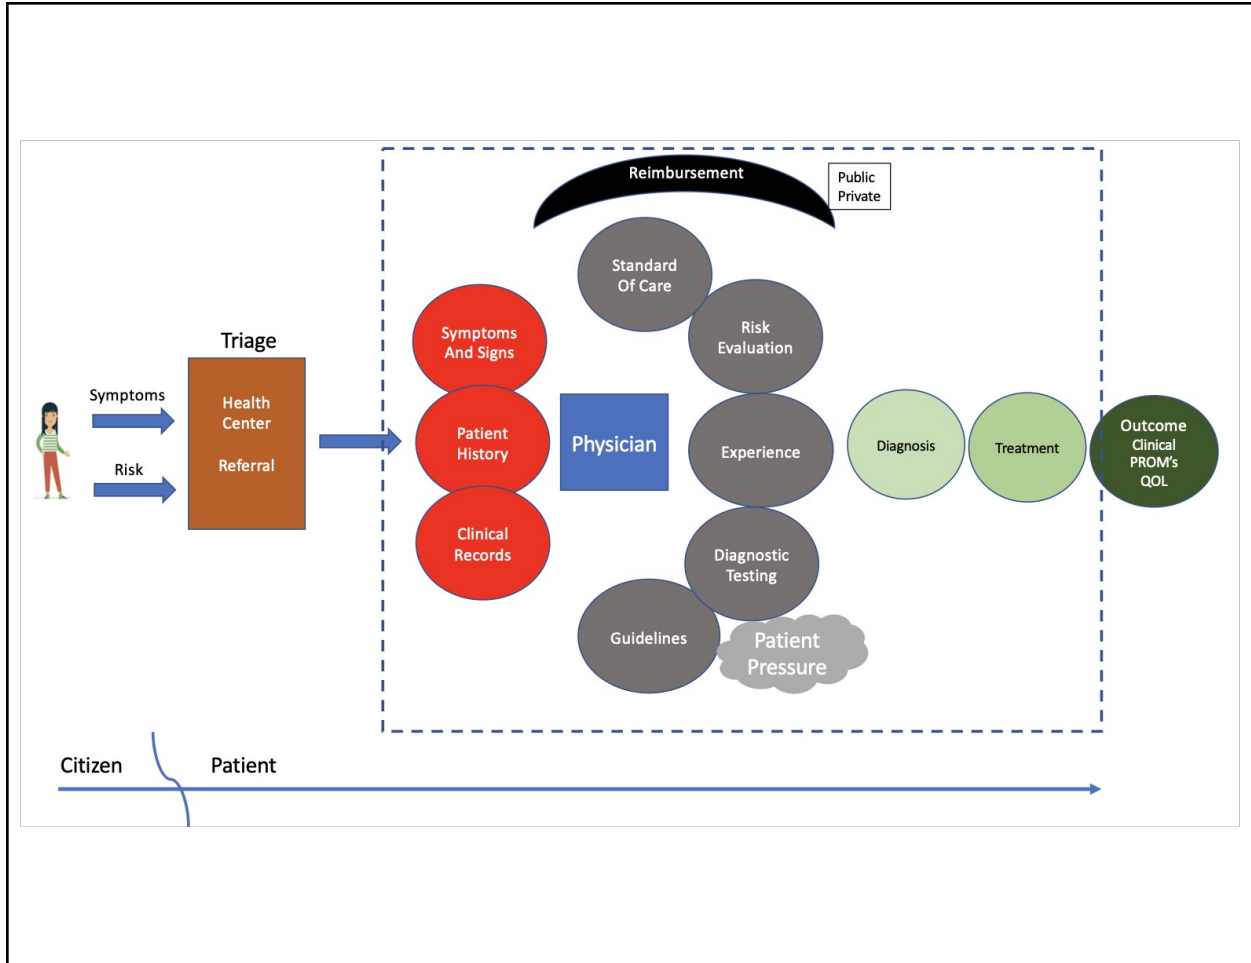 Reimbursement
Public
Private
Standard
Of Care
Symptoms
And Signs
Risk
Evaluation
Triage
Symptoms
Health
Center
Referral
Risk
Patient
History
Physician
Experience
Diagnosis
Treatment
Outcome
Clinical
PROM's
QOL
Clinical
Records
Diagnostic
Testing
Guidelines
Patient
Pressure
Citizen
Patient